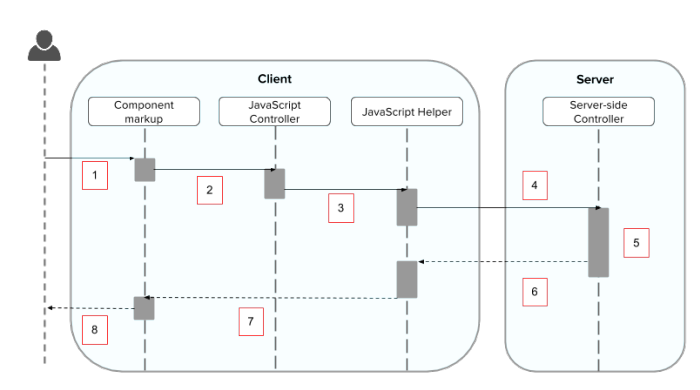 Client
Server
Component
markup
JavaScript
Controller
JavaScript Helper
Server-side
Controller
1
2
3
4
5
6
7
8